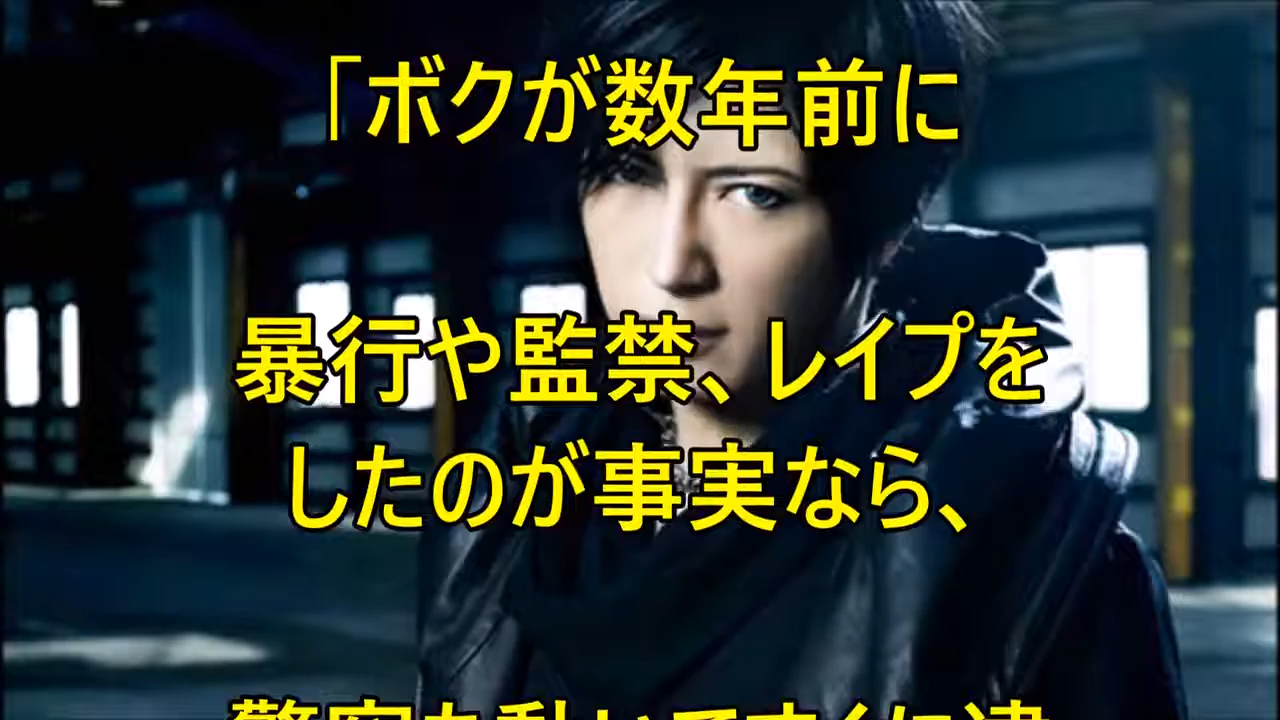 「ボクが数年前に
暴行や監禁、レイプを
したのが事実なら、